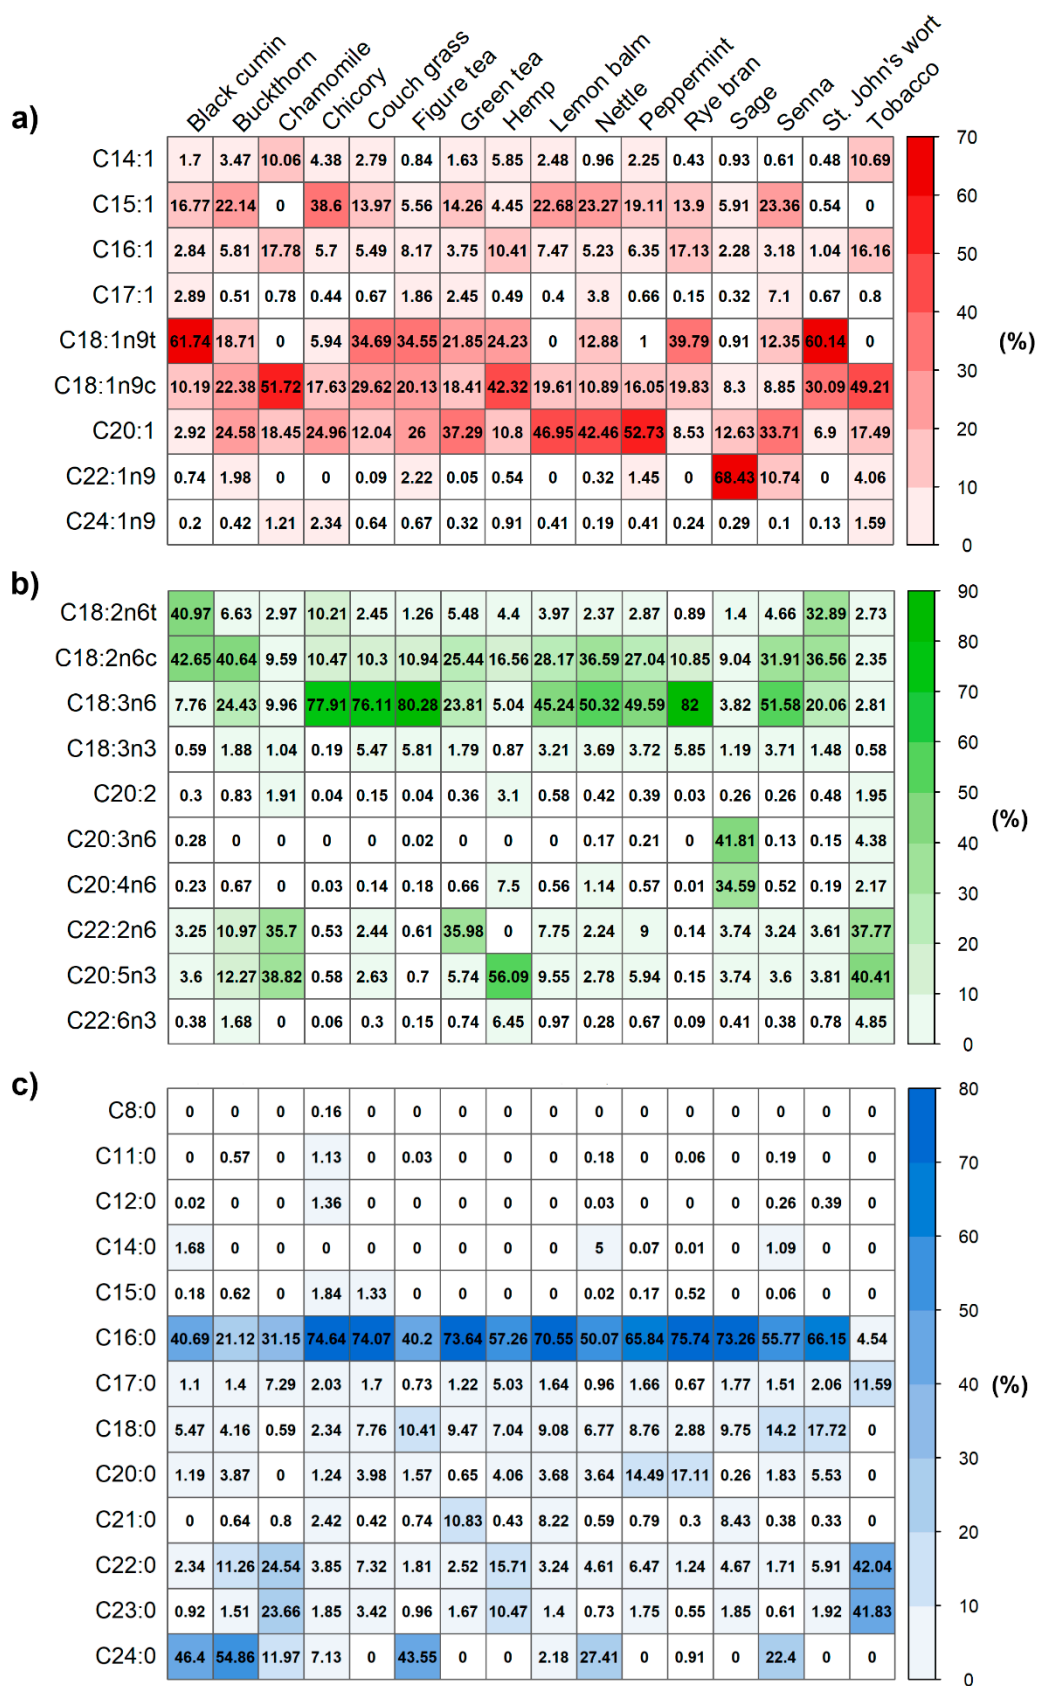 a)
Black cumin
Buckthorn
Chamomile
Chicory
Couch grass
Figure tea
Green tea
Hemp
Lemon balm
Nettle
Peppermint
Rye bran
Sage
Senna
St. John's wort
Tobacco
C14:1 1.7 3.47 10.06 4.38 2.79 0.84 1.63 5.85 2.48 0.96 2.25 0.43 0.93 0.61 0.48 10.69
C15:1 16.77 22.14 0 38.6 13.97 5.56 14.26 4.45 22.68 23.27 19.11 13.9 5.91 23.36 0.54 0
C16:1 2.84 5.81 17.78 5.7 5.49 8.17 3.75 10.41 7.47 5.23 6.35 17.13 2.28 3.18 1.04 16.16
C17:1 2.89 0.51 0.78 0.44 0.67 1.86 2.45 0.49 0.4 3.8 0.66 0.15 0.32 7.1 0.67 0.8
C18:1n9t 61.74 18.71 0 5.94 34.69 34.55 21.85 24.23 0 12.88 1 39.79 0.91 12.35 60.14 0
C18:1n9c 10.19 22.38 51.72 17.63 29.62 20.13 18.41 42.32 19.61 10.89 16.05 19.83 8.3 8.85 30.09 49.21
C20:1 2.92 24.58 18.45 24.96 12.04 26 37.29 10.8 46.95 42.46 52.73 8.53 12.63 33.71 6.9 17.49
C22:1n9 0.74 1.98 0 0 0.09 2.22 0.05 0.54 0 0.32 1.45 0 68.43 10.74 0 4.06
C24:1n9 0.2 0.42 1.21 2.34 0.64 0.67 0.32 0.91 0.41 0.19 0.41 0.24 0.29 0.1 0.13 1.59
70
60
50
40
30
20
10
0
(%)
b)
C18:2n6t 40.97 6.63 2.97 10.21 2.45 1.26 5.48 4.4 3.97 2.37 2.87 0.89 1.4 4.66 32.89 2.73
C18:2n6c 42.65 40.64 9.59 10.47 10.3 10.94 25.44 16.56 28.17 36.59 27.04 10.85 9.04 31.91 36.56 2.35
C18:3n6 7.76 24.43 9.96 77.91 76.11 80.28 23.81 5.04 45.24 50.32 49.59 82 3.82 51.58 20.06 2.81
C18:3n3 0.59 1.88 1.04 0.19 5.47 5.81 1.79 0.87 3.21 3.69 3.72 5.85 1.19 3.71 1.48 0.58
C20:2 0.3 0.83 1.91 0.04 0.15 0.04 0.36 3.1 0.58 0.42 0.39 0.03 0.26 0.26 0.48 1.95
C20:3n6 0.28 0 0 0 0 0.02 0 0 0 0.17 0.21 0 41.81 0.13 0.15 4.38
C20:4n6 0.23 0.67 0 0.03 0.14 0.18 0.66 7.5 0.56 1.14 0.57 0.01 34.59 0.52 0.19 2.17
C22:2n6 3.25 10.97 35.7 0.53 2.44 0.61 35.98 0 7.75 2.24 9 0.14 3.74 3.24 3.61 37.77
C20:5n3 3.6 12.27 38.82 0.58 2.63 0.7 5.74 56.09 9.55 2.78 5.94 0.15 3.74 3.6 3.81 40.41
C22:6n3 0.38 1.68 0 0.06 0.3 0.15 0.74 6.45 0.97 0.28 0.67 0.09 0.41 0.38 0.78 4.85
90
80
70
60
50
40
30
20
10
0
(%)
c)
C8:0 0 0 0 0.16 0 0 0 0 0 0 0 0 0 0 0 0
C11:0 0 0.57 0 1.13 0 0.03 0 0 0 0.18 0 0.06 0 0.19 0 0
C12:0 0.02 0 0 1.36 0 0 0 0 0 0.03 0 0 0 0.26 0.39 0
C14:0 1.68 0 0 0 0 0 0 0 0 5 0.07 0.01 0 1.09 0 0
C15:0 0.18 0.62 0 1.84 1.33 0 0 0 0 0.02 0.17 0.52 0 0.06 0 0
C16:0 40.69 21.12 31.15 74.64 74.07 40.2 73.64 57.26 70.55 50.07 65.84 75.74 73.26 55.77 66.15 4.54
C17:0 1.1 1.4 7.29 2.03 1.7 0.73 1.22 5.03 1.64 0.96 1.66 0.67 1.77 1.51 2.06 11.59
C18:0 5.47 4.16 0.59 2.34 7.76 10.41 9.47 7.04 9.08 6.77 8.76 2.88 9.75 14.2 17.72 0
C20:0 1.19 3.87 0 1.24 3.98 1.57 0.65 4.06 3.68 3.64 14.49 17.11 0.26 1.83 5.53 0
C21:0 0 0.64 0.8 2.42 0.42 0.74 10.83 0.43 8.22 0.59 0.79 0.3 8.43 0.38 0.33 0
C22:0 2.34 11.26 24.54 3.85 7.32 1.81 2.52 15.71 3.24 4.61 6.47 1.24 4.67 1.71 5.91 42.04
C23:0 0.92 1.51 23.66 1.85 3.42 0.96 1.67 10.47 1.4 0.73 1.75 0.55 1.85 0.61 1.92 41.83
C24:0 46.4 54.86 11.97 7.13 0 43.55 0 0 2.18 27.41 0 0.91 0 22.4 0 0
80
70
60
50
40
30
20
10
0
(%)